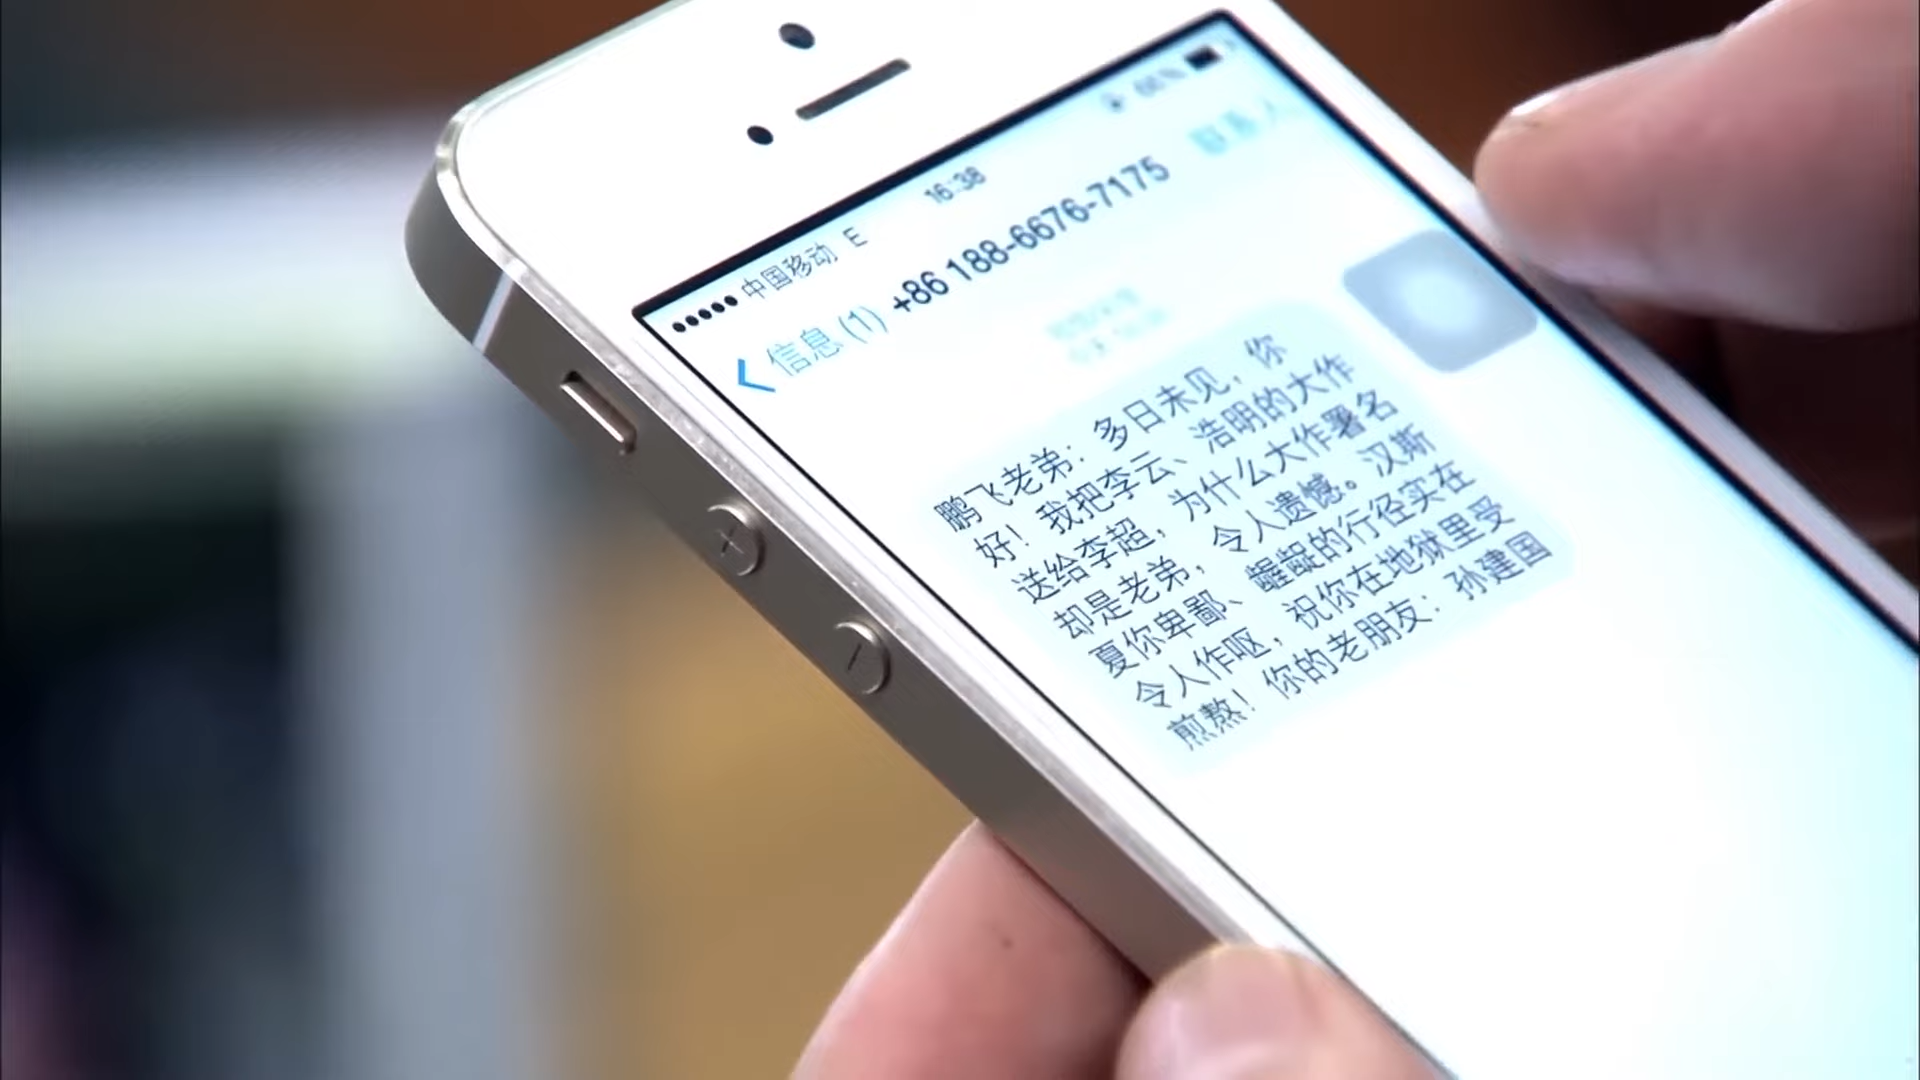 中国移动 E 16:38
信息 (1) +86 188-6676-7175 联系人
鹏飞老弟：多日未见，你
好！我把李云、浩明的大作
送给李超，为什么大作署名
却是老弟，令人遗憾。汉斯
夏你卑鄙、龌龊的行径实在
令人作呕，祝你在地狱里受
煎熬！你的老朋友：孙建国